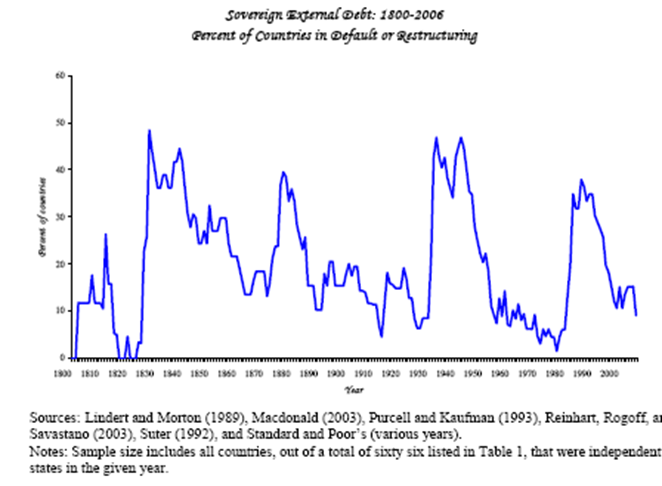 Sovereign External Debt: 1800-2006
Percent of Countries in Default or Restructuring
60
50
40
30
20
10
0
Percent of countries
1800 1810 1820 1830 1840 1850 1860 1870 1880 1890 1900 1910 1920 1930 1940 1950 1960 1970 1980 1990 2000
Year
Sources: Lindert and Morton (1989), Macdonald (2003), Purcell and Kaufman (1993), Reinhart, Rogoff, a
Savastano (2003), Suter (1992), and Standard and Poor's (various years).
Notes: Sample size includes all countries, out of a total of sixty six listed in Table 1, that were independent
states in the given year.